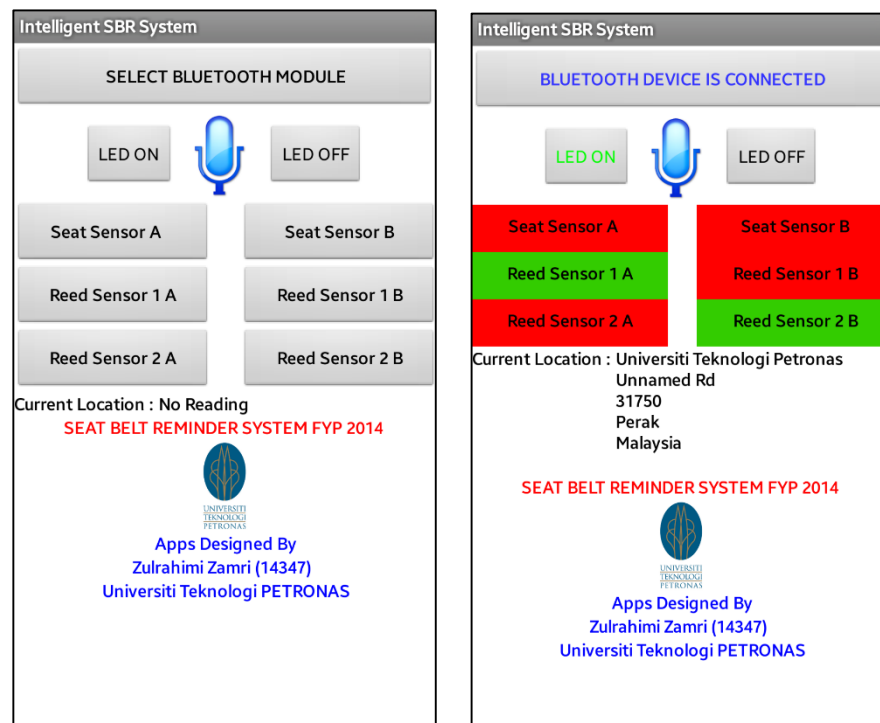 Intelligent SBR System
SELECT BLUETOOTH MODULE
LED ON
LED OFF
Seat Sensor A
Seat Sensor B
Reed Sensor 1 A
Reed Sensor 1 B
Reed Sensor 2 A
Reed Sensor 2 B
Current Location : No Reading
SEAT BELT REMINDER SYSTEM FYP 2014
UNIVERSITI
TEKNOLOGI
PETRONAS
Apps Designed By
Zulrahimi Zamri (14347)
Universiti Teknologi PETRONAS
Intelligent SBR System
BLUETOOTH DEVICE IS CONNECTED
LED ON
LED OFF
Seat Sensor A
Seat Sensor B
Reed Sensor 1 A
Reed Sensor 1 B
Reed Sensor 2 A
Reed Sensor 2 B
Current Location : Universiti Teknologi Petronas
Unnamed Rd
31750
Perak
Malaysia
SEAT BELT REMINDER SYSTEM FYP 2014
UNIVERSITI
TEKNOLOGI
PETRONAS
Apps Designed By
Zulrahimi Zamri (14347)
Universiti Teknologi PETRONAS